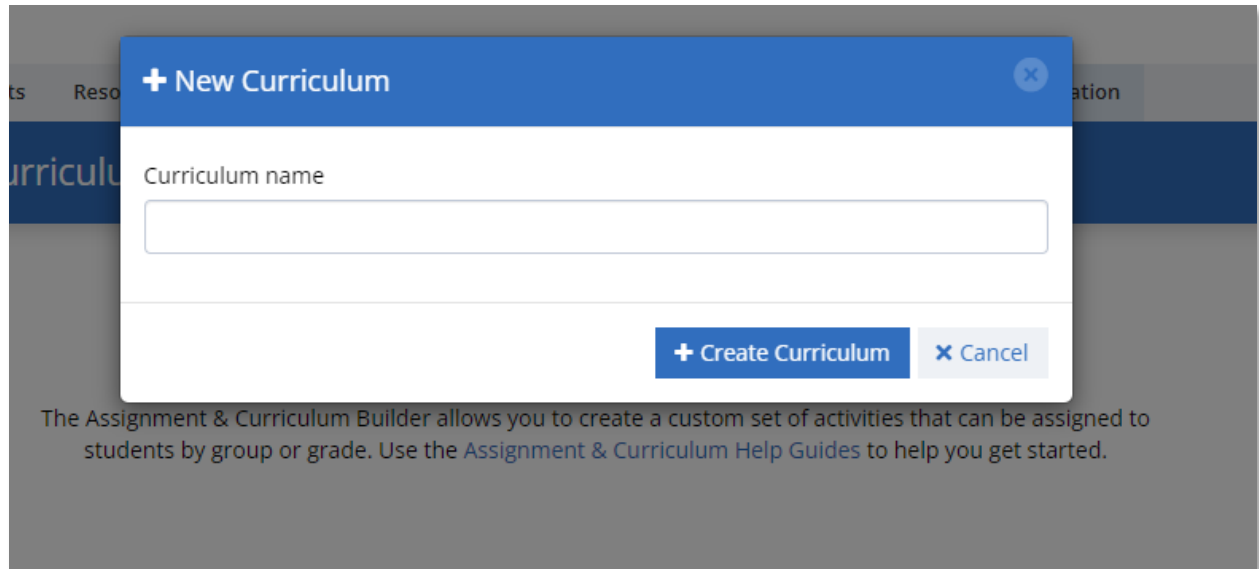 New Curriculum
ts Reso ation
urriculu
Curriculum name
Create Curriculum Cancel
The Assignment & Curriculum Builder allows you to create a custom set of activities that can be assigned to
students by group or grade. Use the Assignment & Curriculum Help Guides to help you get started.